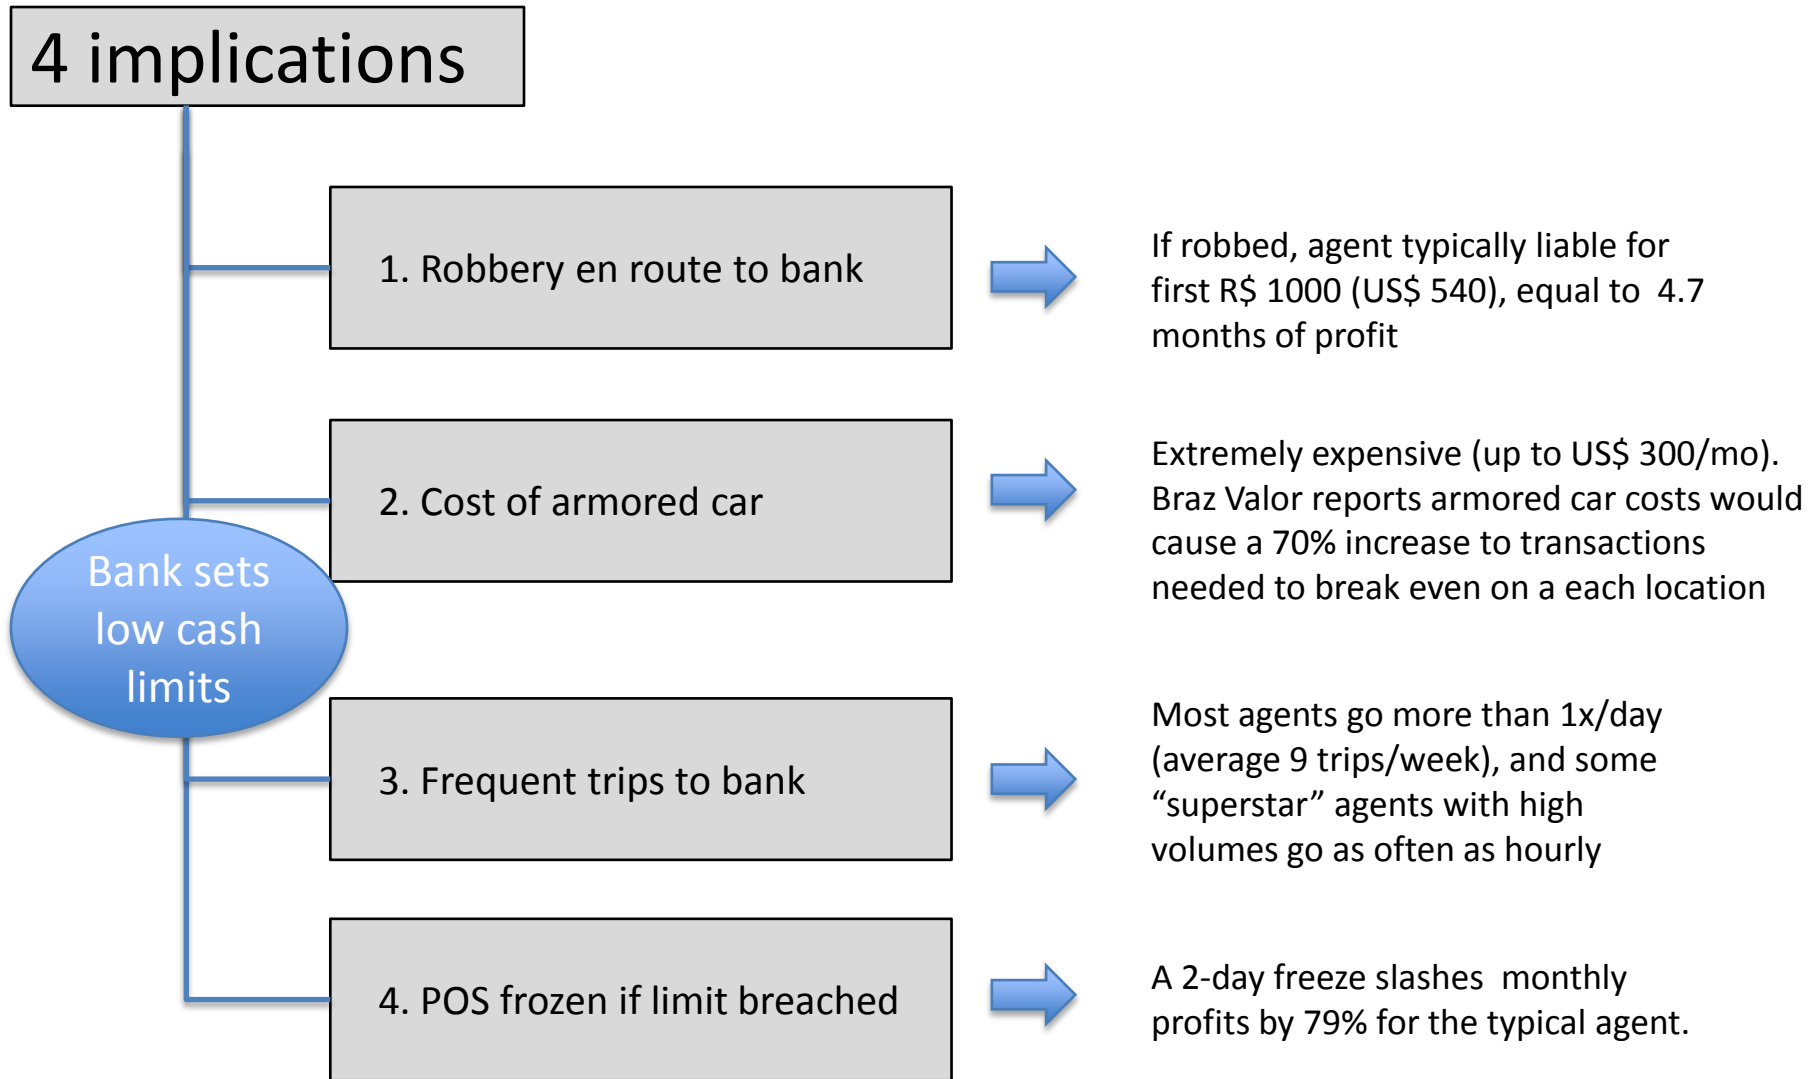 4 implications
1. Robbery en route to bank
If robbed, agent typically liable for
first R$ 1000 (US$ 540), equal to  4.7
months of profit
2. Cost of armored car
Extremely expensive (up to US$ 300/mo).
Braz Valor reports armored car costs would
cause a 70% increase to transactions
needed to break even on a each location
Bank sets
low cash
limits
3. Frequent trips to bank
Most agents go more than 1x/day
(average 9 trips/week), and some
“superstar” agents with high
volumes go as often as hourly
4. POS frozen if limit breached
A 2-day freeze slashes  monthly
profits by 79% for the typical agent.